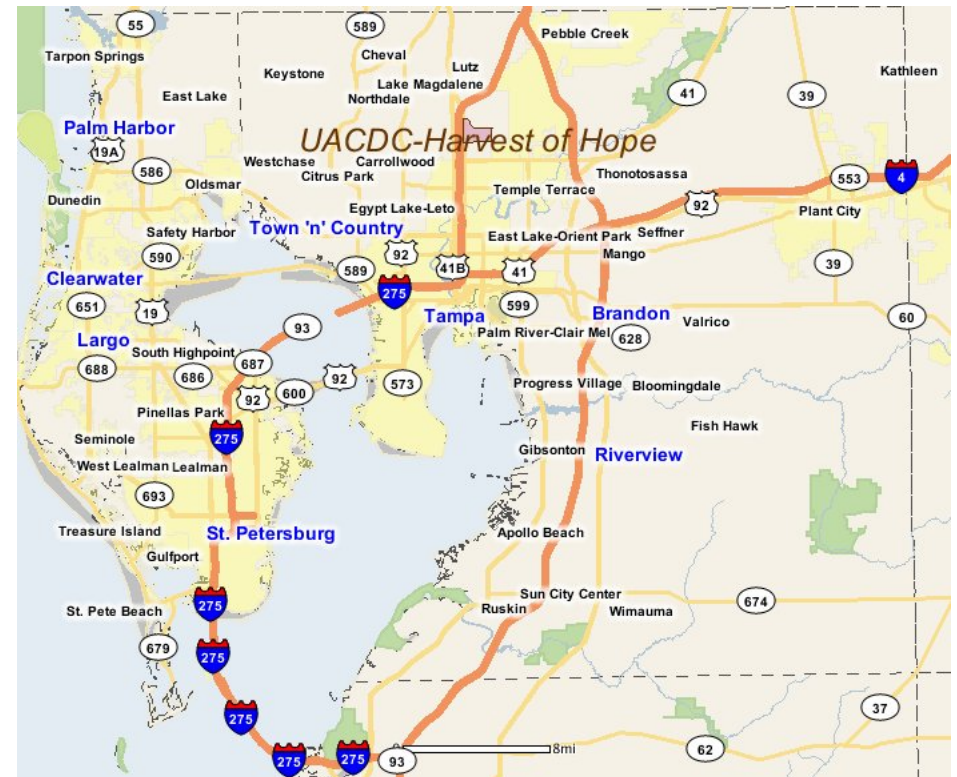 55
589
Pebble Creek
Tarpon Springs
Cheval
Lutz
Kathleen
Keystone
Lake Magdalene
East Lake
Northdale
41
39
Palm Harbor
UACDC-Harvest of Hope
19A
Westchase
Carrollwood
586
Citrus Park
Thonotosassa
553
4
Oldsmar
Temple Terrace
92
Dunedin
Egypt Lake-Leto
Plant City
Safety Harbor
Town 'n' Country
East Lake-Orient Park
Seffner
590
92
Mango
Clearwater
589
41B
41
39
651
275
19
599
Brandon
60
93
Tampa
Valrico
Largo
Palm River-Clair Mel
628
South Highpoint
687
688
686
92
573
Progress Village
Bloomingdale
92
600
Pinellas Park
Fish Hawk
275
Seminole
Gibsonton
Riverview
West Lealman
Lealman
693
Treasure Island
St. Petersburg
Apollo Beach
Gulfport
Sun City Center
674
275
St. Pete Beach
Ruskin
Wimauma
679
275
275
37
0
8mi
62
275
275
93